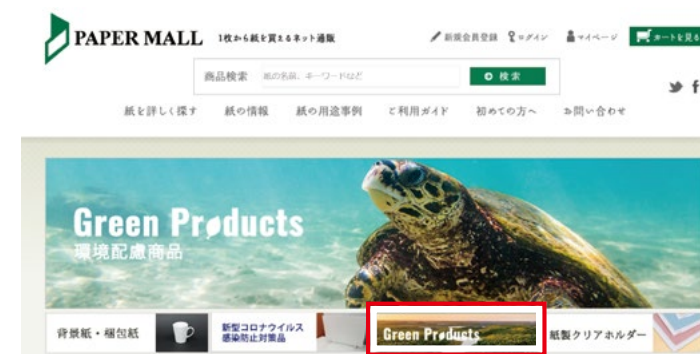 PAPER MALL 1枚から紙を買えるネット通販 新規会員登録 ログイン マイページ カートを見る
商品検索 紙の名前、キーワードなど 検索
紙を詳しく探す 紙の情報 紙の用途事例 ご利用ガイド 初めての方へ お問い合わせ
Green Products
環境配慮商品
背景紙・梱包紙
新型コロナウイルス
感染防止対策品
Green Products
紙製クリアホルダー